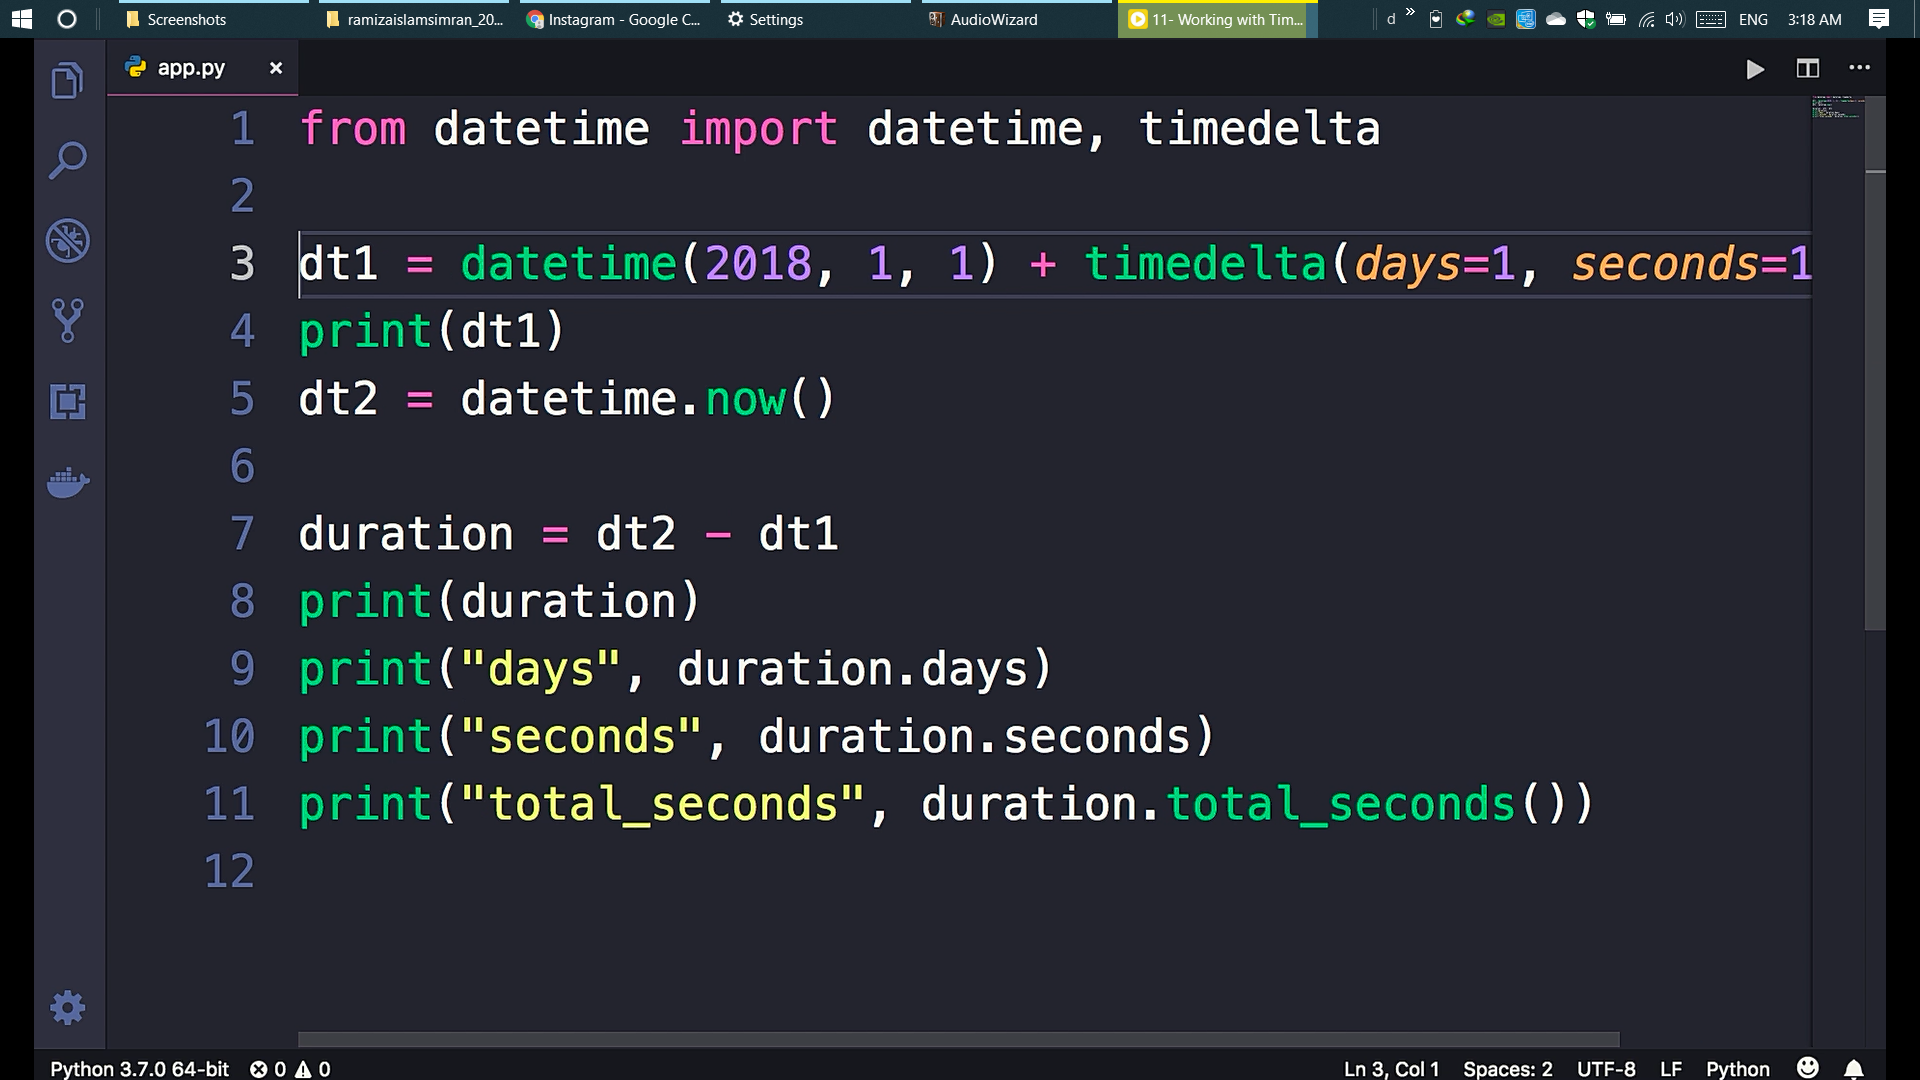 Screenshots ramizaislamsimran_20... Instagram - Google C... Settings AudioWizard 11- Working with Tim... d » ENG 3:18 AM
app.py ×
1 from datetime import datetime, timedelta
2
3 dt1 = datetime(2018, 1, 1) + timedelta(days=1, seconds=1
4 print(dt1)
5 dt2 = datetime.now()
6
7 duration = dt2 - dt1
8 print(duration)
9 print("days", duration.days)
10 print("seconds", duration.seconds)
11 print("total_seconds", duration.total_seconds())
12
Python 3.7.0 64-bit 0 0 Ln 3, Col 1 Spaces: 2 UTF-8 LF Python